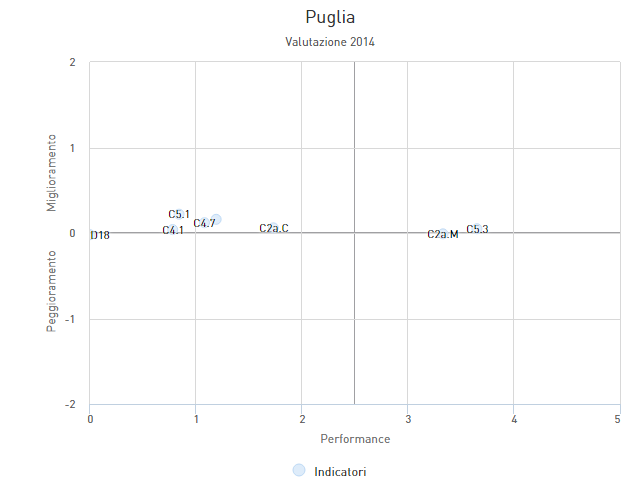 Puglia
Valutazione 2014
2
1
0
-1
-2
Miglioramento
Peggioramento
C5.1
C4.7
C4.1
D18
C2a.C
C2a.M
C5.3
0
1
2
3
4
5
Performance
Indicatori